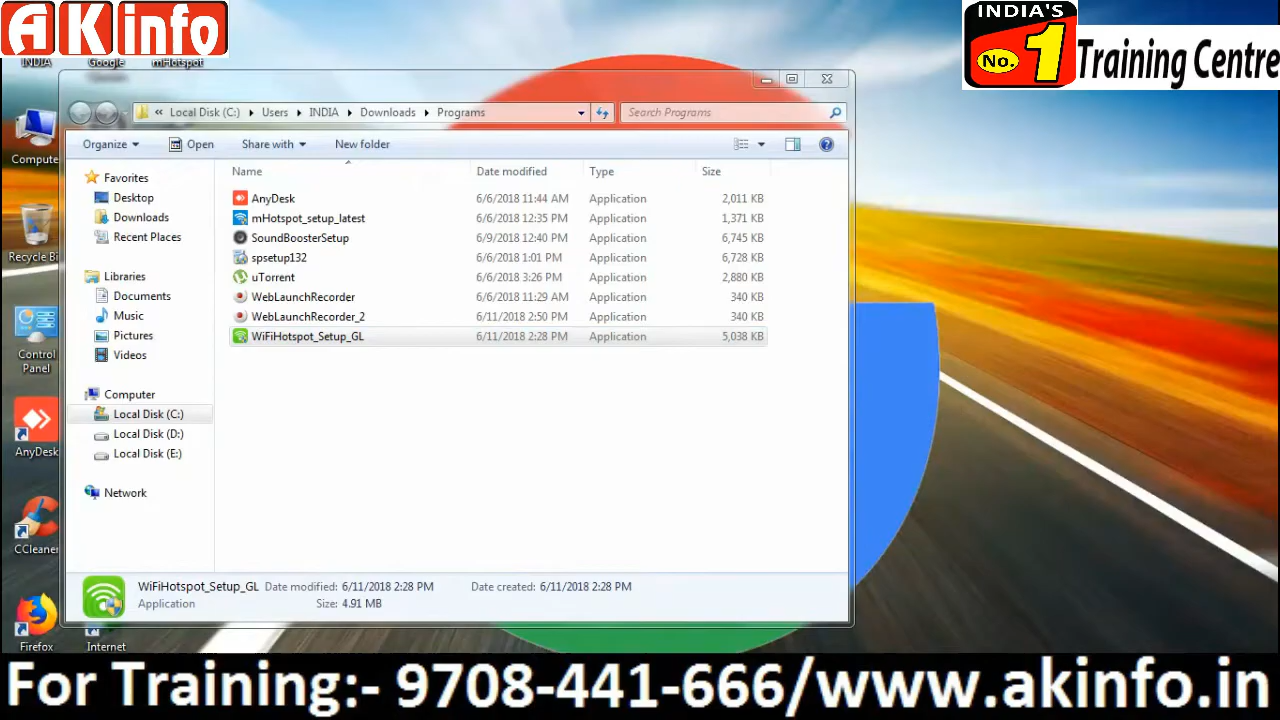 AK info
INDIA'S
No. 1
Training Centre
INDIA
Google
mHotspot
« Local Disk (C:) Users INDIA Downloads Programs
Search Programs
Organize Open Share with New folder
Name Date modified Type Size
Favorites
Desktop
Downloads
Recent Places
Libraries
Documents
Music
Pictures
Videos
Computer
Local Disk (C:)
Local Disk (D:)
Local Disk (E:)
Network
AnyDesk 6/6/2018 11:44 AM Application 2,011 KB
mHotspot_setup_latest 6/6/2018 12:35 PM Application 1,371 KB
SoundBoosterSetup 6/9/2018 12:40 PM Application 6,745 KB
spsetup132 6/6/2018 1:01 PM Application 6,728 KB
uTorrent 6/6/2018 3:26 PM Application 2,880 KB
WebLaunchRecorder 6/6/2018 11:29 AM Application 340 KB
WebLaunchRecorder_2 6/11/2018 2:50 PM Application 340 KB
WiFiHotspot_Setup_GL 6/11/2018 2:28 PM Application 5,038 KB
WiFiHotspot_Setup_GL Date modified: 6/11/2018 2:28 PM Date created: 6/11/2018 2:28 PM
Application Size: 4.91 MB
Compute
Recycle Bi
Control
Panel
AnyDesk
CCleaner
Firefox
Internet
For Training:- 9708-441-666/www.akinfo.in